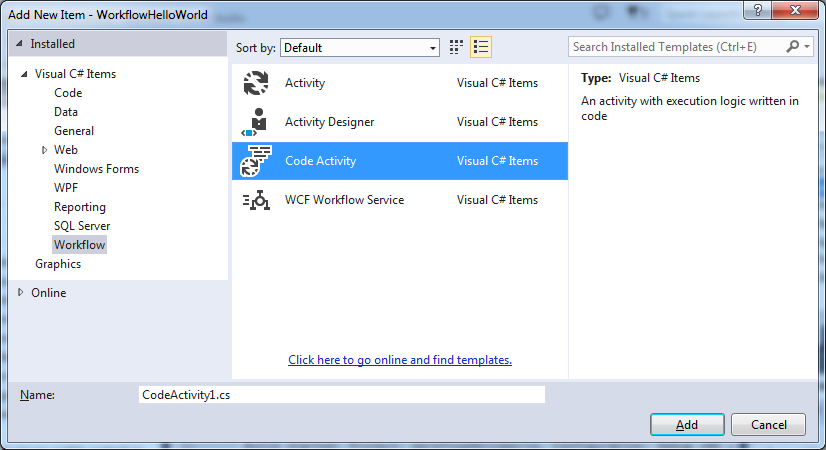 Add New Item - WorkflowHelloWorld
Installed
Sort by: Default
Search Installed Templates (Ctrl+E)
Visual C# Items
Code
Data
General
Web
Windows Forms
WPF
Reporting
SQL Server
Workflow
Graphics
Online
Activity Visual C# Items
Activity Designer Visual C# Items
Code Activity Visual C# Items
WCF Workflow Service Visual C# Items
Click here to go online and find templates.
Type: Visual C# Items
An activity with execution logic written in
code
Name: CodeActivity1.cs
Add Cancel